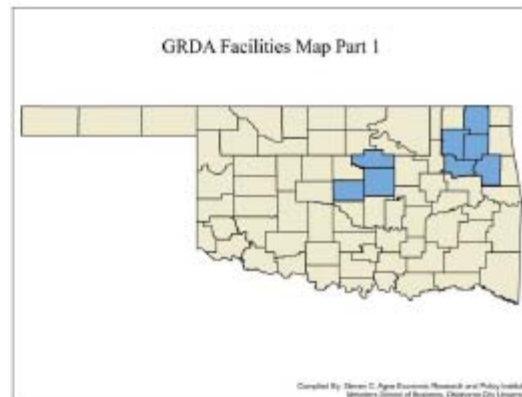 GRDA Facilities Map Part 1
Compiled By: Steven C. Agee Economic Research and Policy Institute
Meinders School of Business, Oklahoma City University